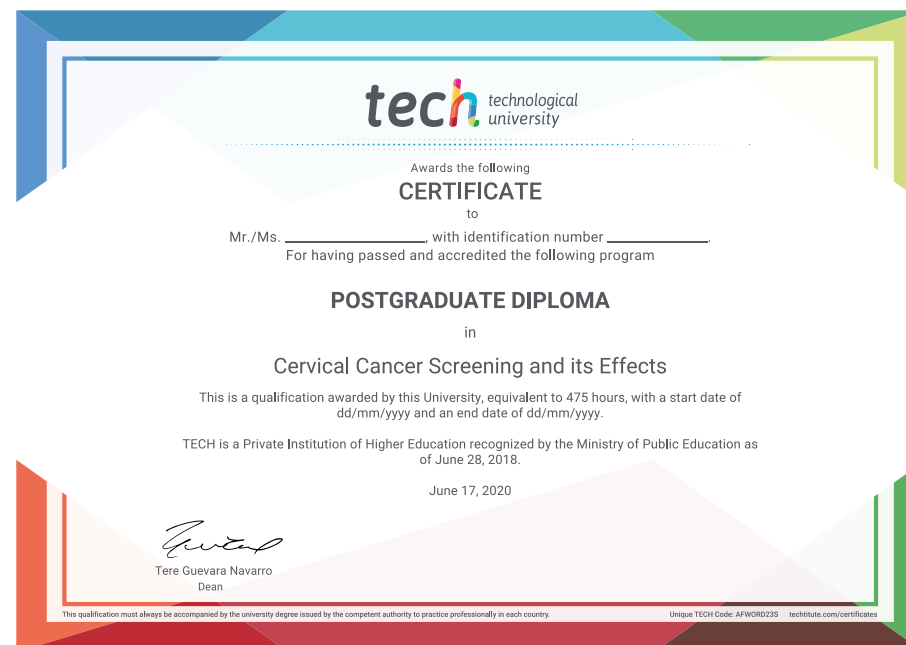 tech technological
university
Awards the following
CERTIFICATE
to
Mr./Ms. ____________________, with identification number ______________.
For having passed and accredited the following program
POSTGRADUATE DIPLOMA
in
Cervical Cancer Screening and its Effects
This is a qualification awarded by this University, equivalent to 475 hours, with a start date of
dd/mm/yyyy and an end date of dd/mm/yyyy.
TECH is a Private Institution of Higher Education recognized by the Ministry of Public Education as
of June 28, 2018.
June 17, 2020
Tere Guevara Navarro
Dean
This qualification must always be accompanied by the university degree issued by the competent authority to practice professionally in each country. Unique TECH Code: AFWORD23S techtitute.com/certificates